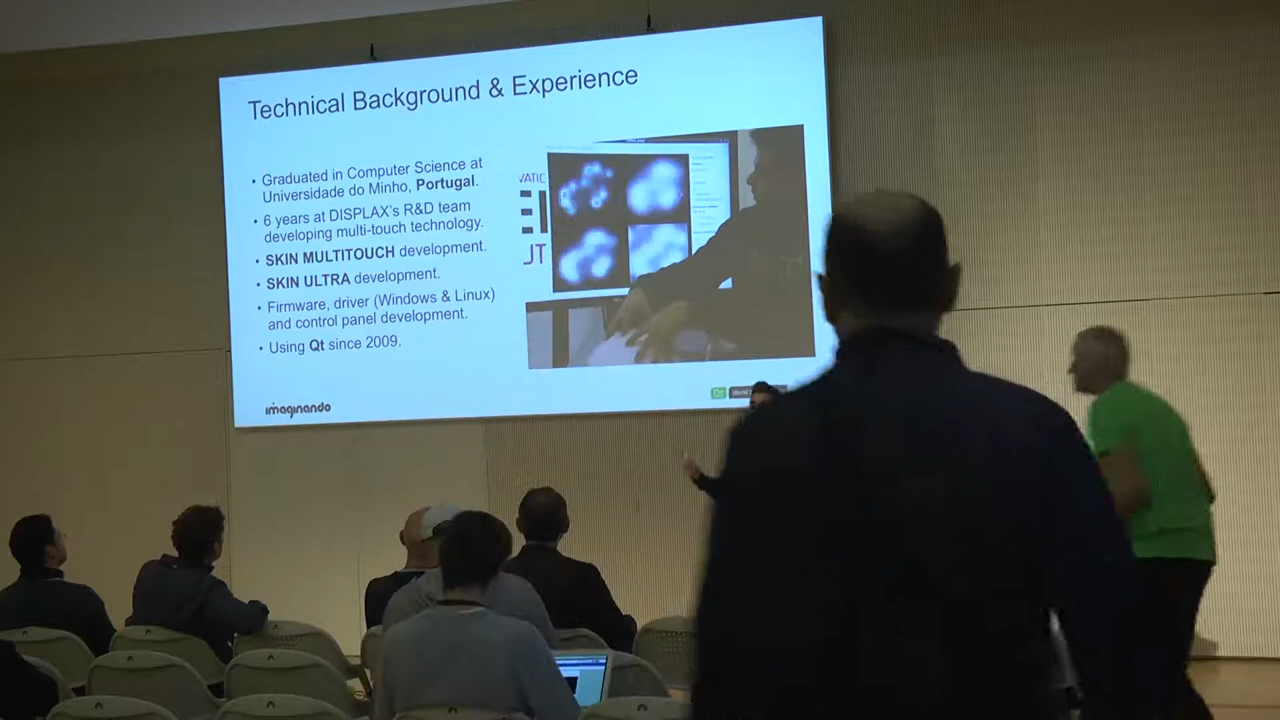 Technical Background & Experience
• Graduated in Computer Science at
Universidade do Minho, Portugal.
• 6 years at DISPLAX's R&D team
developing multi-touch technology.
• SKIN MULTITOUCH development.
• SKIN ULTRA development.
• Firmware, driver (Windows & Linux)
and control panel development.
• Using Qt since 2009.
imaginando
Qt World